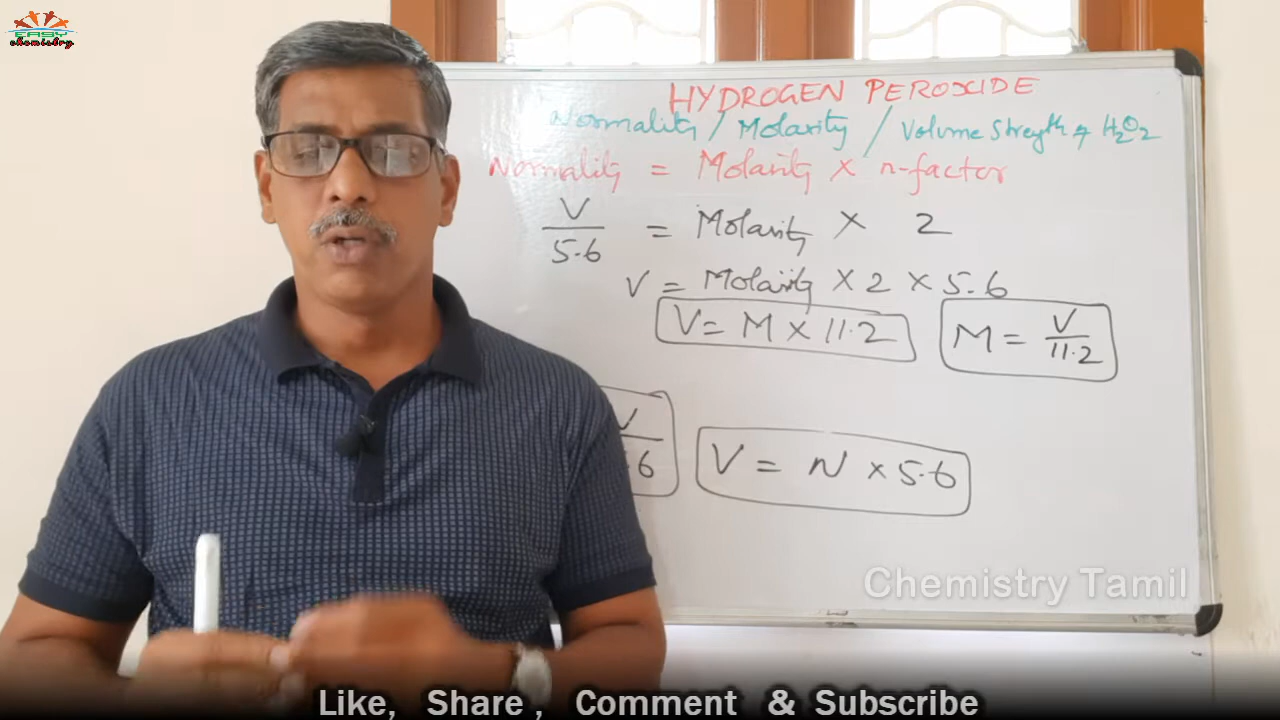 EASY
chemistry
HYDROGEN PEROXIDE
Normality / Molarity / Volume Strength of H₂O₂
Normality = Molarity × n-factor
V/5.6 = Molarity × 2
V = Molarity × 2 × 5.6
V = M × 11.2
M = V/11.2
V = N × 5.6
Chemistry Tamil
Like, Share , Comment & Subscribe